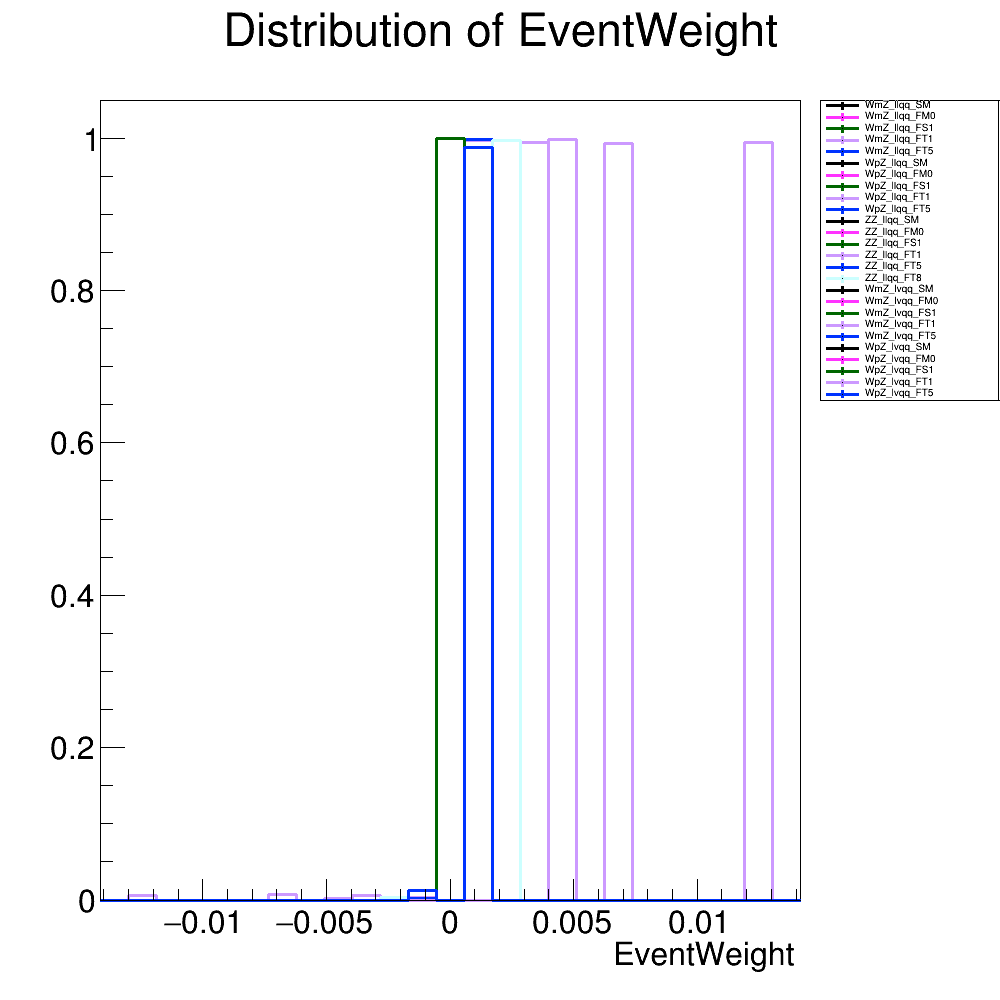 Distribution of EventWeight
WmZ_llqq_SM
WmZ_llqq_FM0
WmZ_llqq_FS1
WmZ_llqq_FT1
WmZ_llqq_FT5
WpZ_llqq_SM
WpZ_llqq_FM0
WpZ_llqq_FS1
WpZ_llqq_FT1
WpZ_llqq_FT5
ZZ_llqq_SM
ZZ_llqq_FM0
ZZ_llqq_FS1
ZZ_llqq_FT1
ZZ_llqq_FT5
ZZ_llqq_FT8
WmZ_lvqq_SM
WmZ_lvqq_FM0
WmZ_lvqq_FS1
WmZ_lvqq_FT1
WmZ_lvqq_FT5
WpZ_lvqq_SM
WpZ_lvqq_FM0
WpZ_lvqq_FS1
WpZ_lvqq_FT1
WpZ_lvqq_FT5
1
0.8
0.6
0.4
0.2
0
−0.01 −0.005 0 0.005 0.01
EventWeight